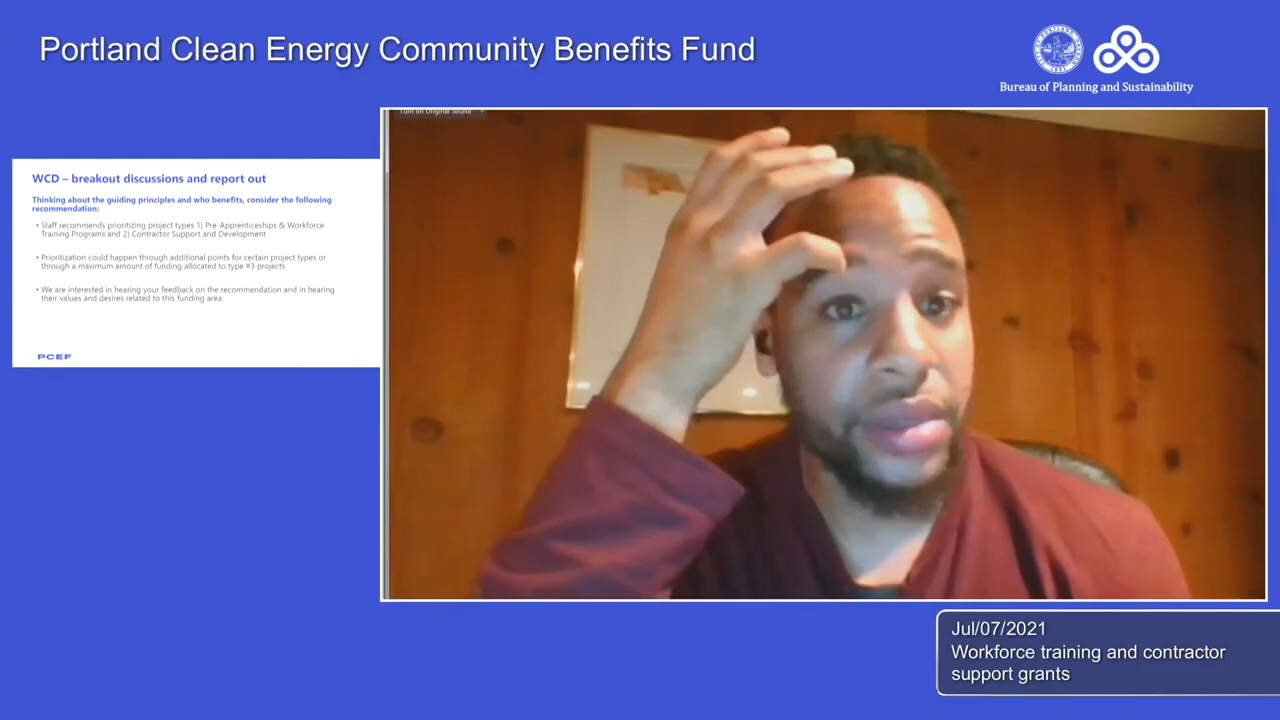 Portland Clean Energy Community Benefits Fund
Bureau of Planning and Sustainability
Turn on Original Sound
WCD – breakout discussions and report out
Thinking about the guiding principles and who benefits, consider the following
recommendation:
• Staff recommends prioritizing project types 1) Pre-Apprenticeships & Workforce
Training Programs and 2) Contractor Support and Development
• Prioritization could happen through additional points for certain project types or
through a maximum amount of funding allocated to type #3 projects
• We are interested in hearing your feedback on the recommendation and in hearing
their values and desires related to this funding area.
PCEF
Jul/07/2021
Workforce training and contractor
support grants